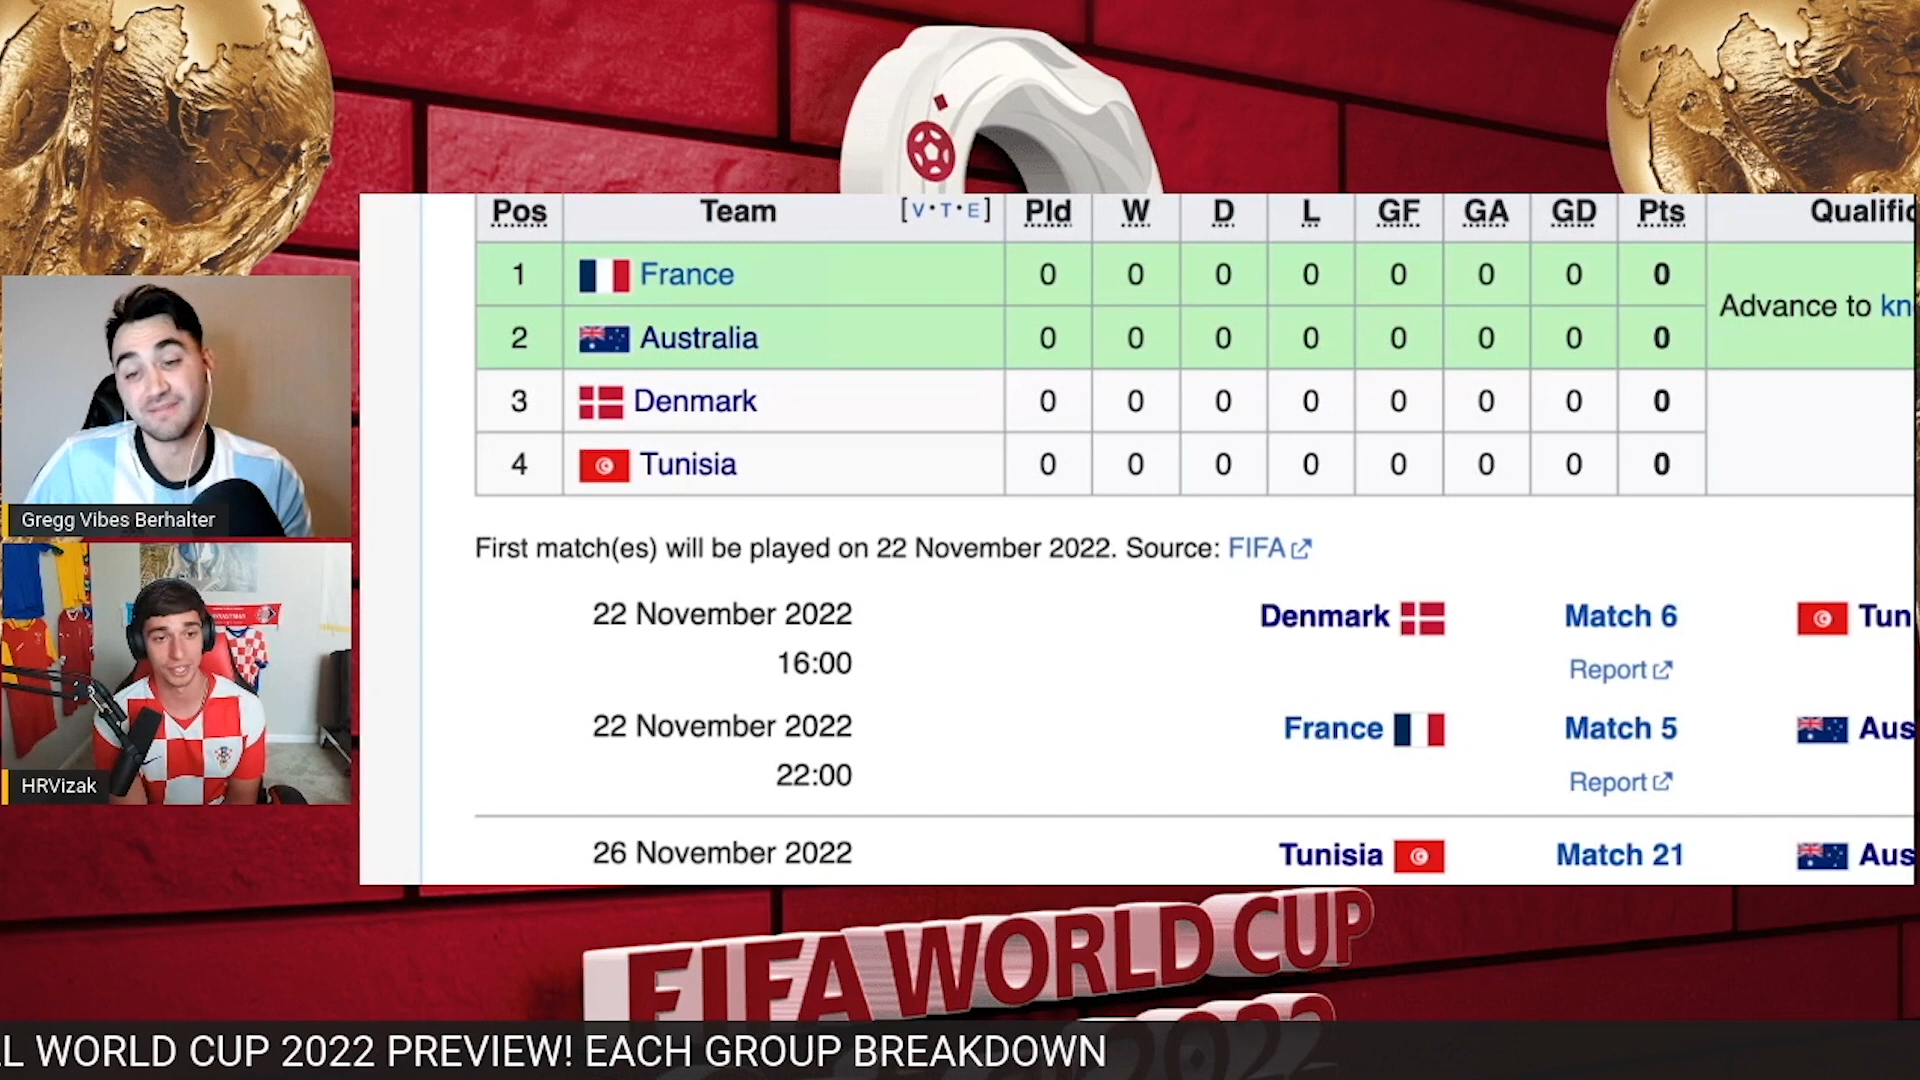 Pos Team [V·T·E] Pld W D L GF GA GD Pts Qualific
1 France 0 0 0 0 0 0 0 0
Advance to kn
2 Australia 0 0 0 0 0 0 0 0
3 Denmark 0 0 0 0 0 0 0 0
4 Tunisia 0 0 0 0 0 0 0 0
First match(es) will be played on 22 November 2022. Source: FIFA
22 November 2022 Denmark Match 6 Tun
16:00 Report
22 November 2022 France Match 5 Aus
22:00 Report
26 November 2022 Tunisia Match 21 Aus
Gregg Vibes Berhalter
HRVizak
FIFA WORLD CUP
2022
L WORLD CUP 2022 PREVIEW! EACH GROUP BREAKDOWN